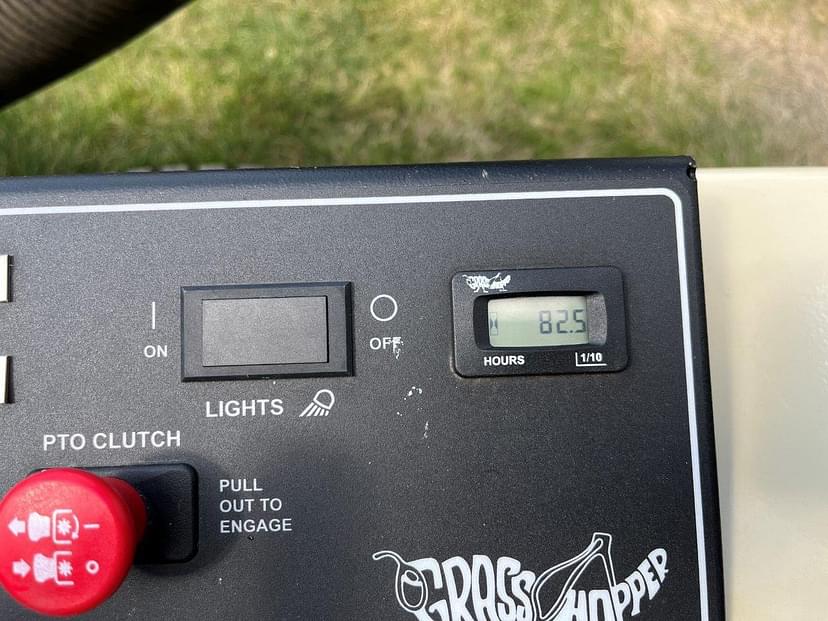 ON
OFF
LIGHTS
82.5
HOURS 1/10
PTO CLUTCH
PULL
OUT TO
ENGAGE
GRASSHOPPER